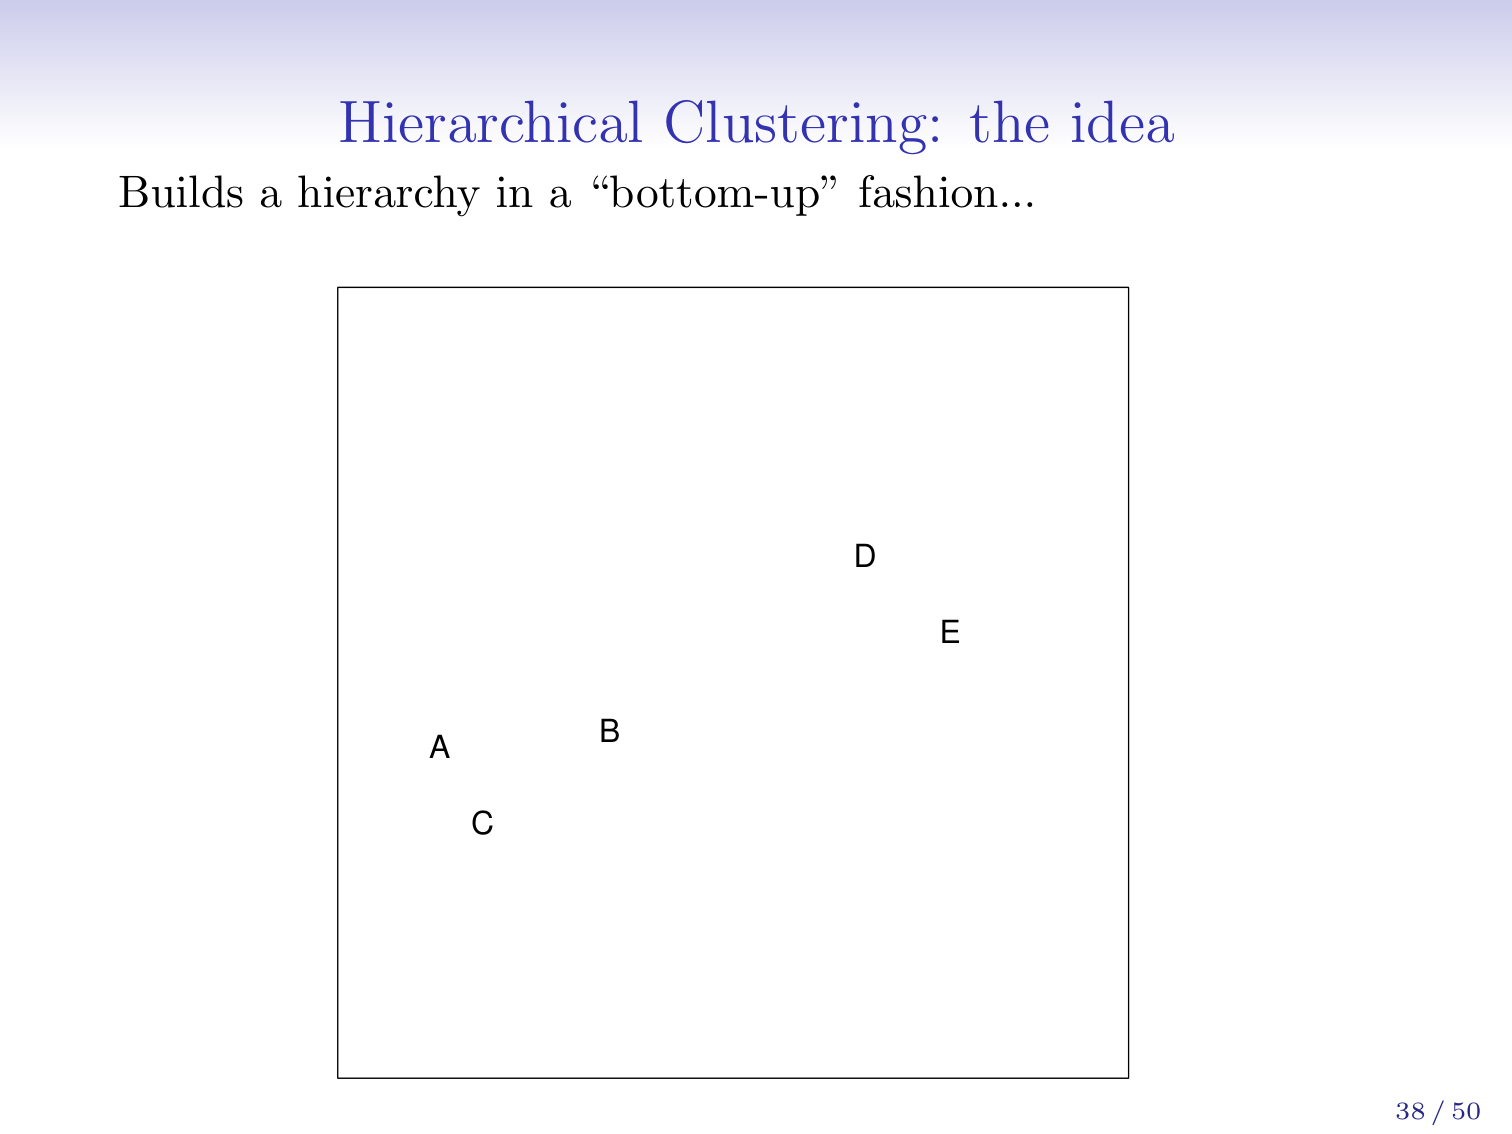 Hierarchical Clustering: the idea
Builds a hierarchy in a “bottom-up” fashion...
D
E
B
A
C
38 / 50